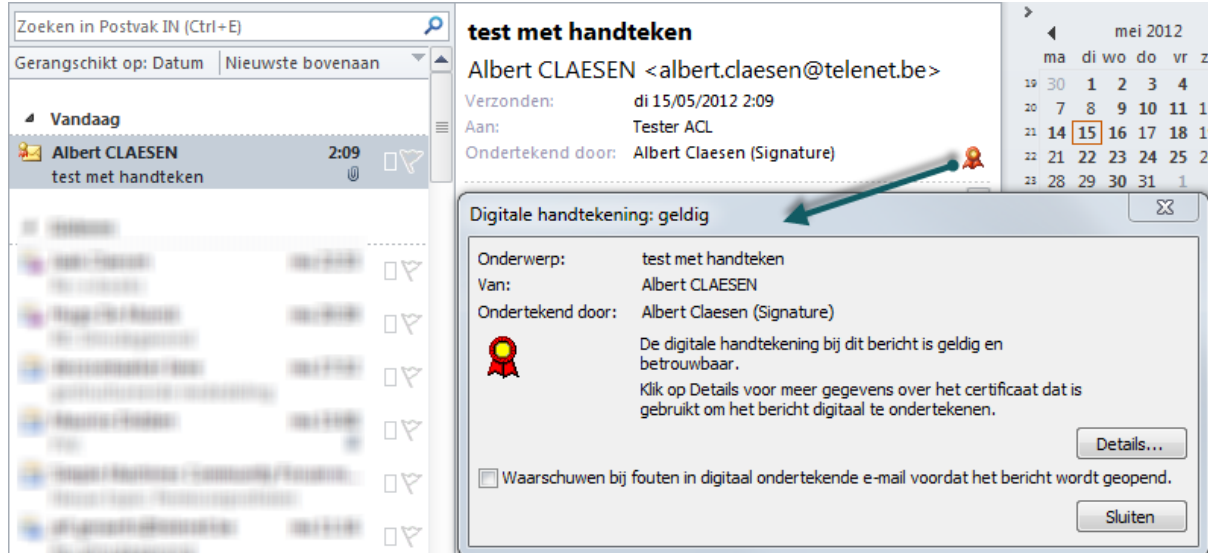 Zoeken in Postvak IN (Ctrl+E)
Gerangschikt op: Datum Nieuwste bovenaan
Vandaag
Albert CLAESEN 2:09
test met handteken
test met handteken
Albert CLAESEN <albert.claesen@telenet.be>
Verzonden: di 15/05/2012 2:09
Aan: Tester ACL
Ondertekend door: Albert Claesen (Signature)
mei 2012
ma di wo do vr z
19 30 1 2 3 4
20 7 8 9 10 11 1
21 14 15 16 17 18 1
22 21 22 23 24 25 2
23 28 29 30 31 1
Digitale handtekening: geldig
Onderwerp: test met handteken
Van: Albert CLAESEN
Ondertekend door: Albert Claesen (Signature)
De digitale handtekening bij dit bericht is geldig en
betrouwbaar.
Klik op Details voor meer gegevens over het certificaat dat is
gebruikt om het bericht digitaal te ondertekenen.
Details...
Waarschuwen bij fouten in digitaal ondertekende e-mail voordat het bericht wordt geopend.
Sluiten